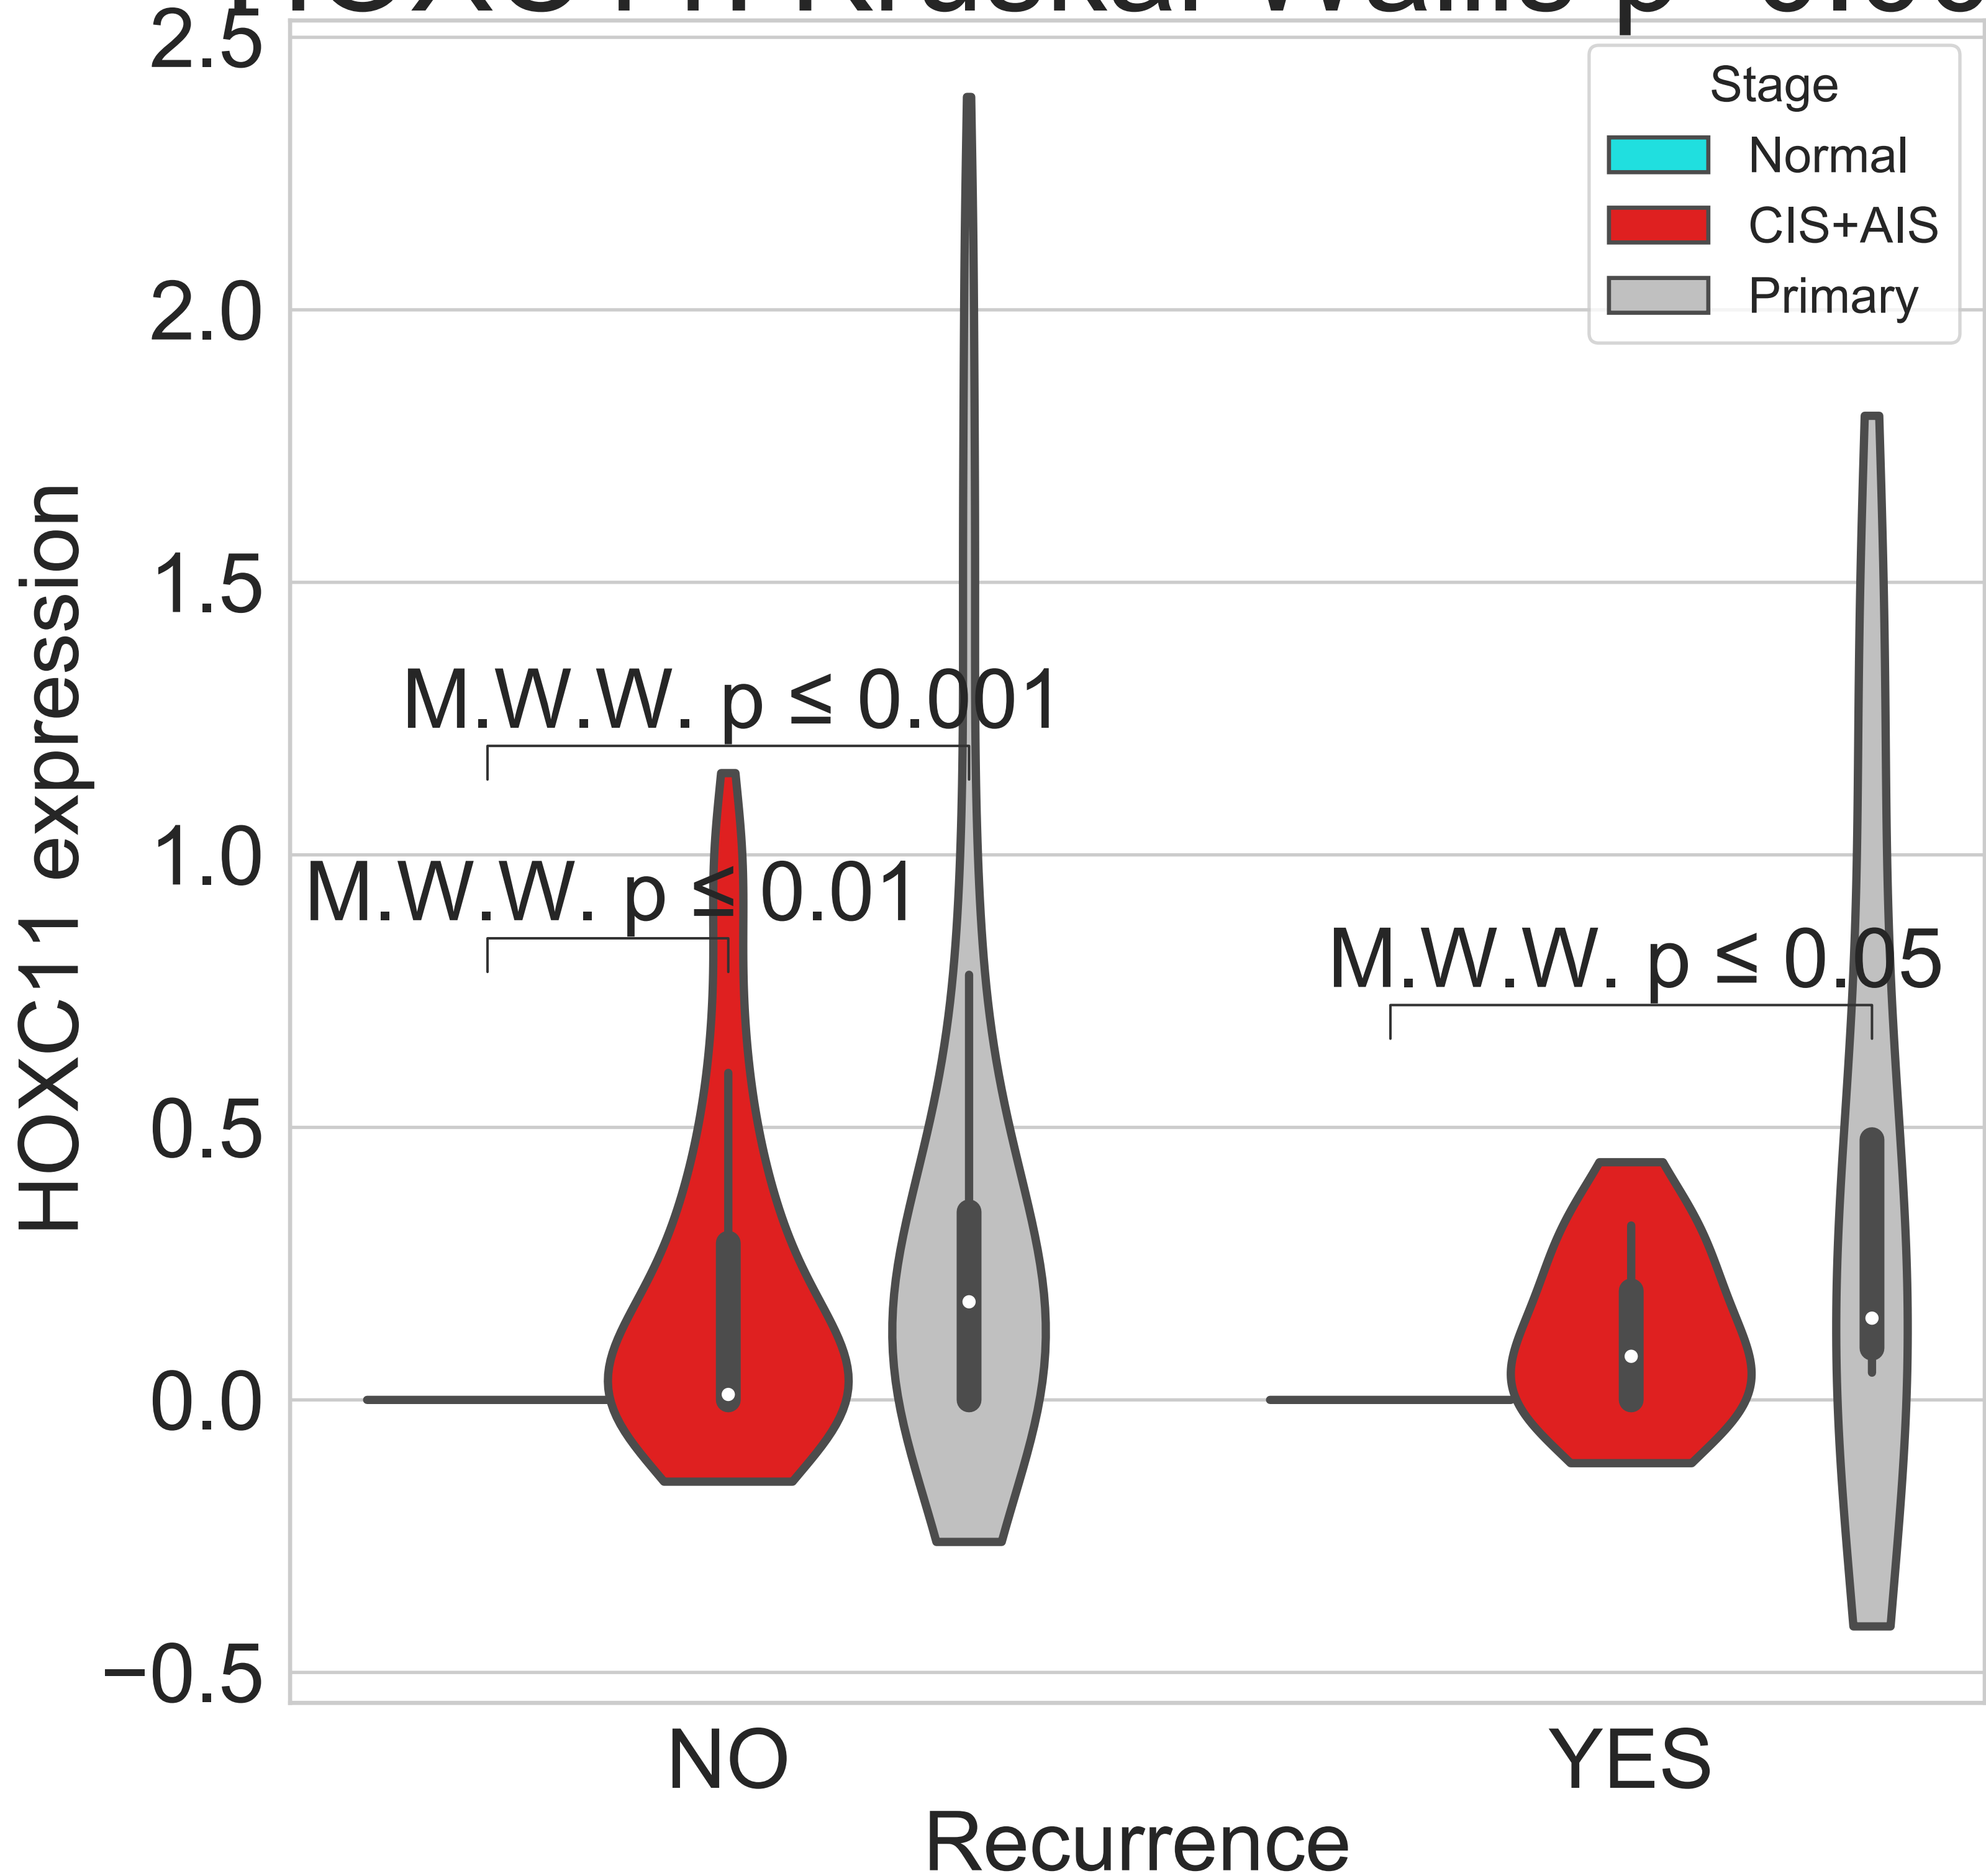 2.5
Stage
Normal
CIS+AIS
Primary
2.0
1.5
M.W.W. p ≤ 0.001
1.0
M.W.W. p ≤ 0.01
M.W.W. p ≤ 0.05
0.5
0.0
−0.5
HOXC11 expression
NO
YES
Recurrence